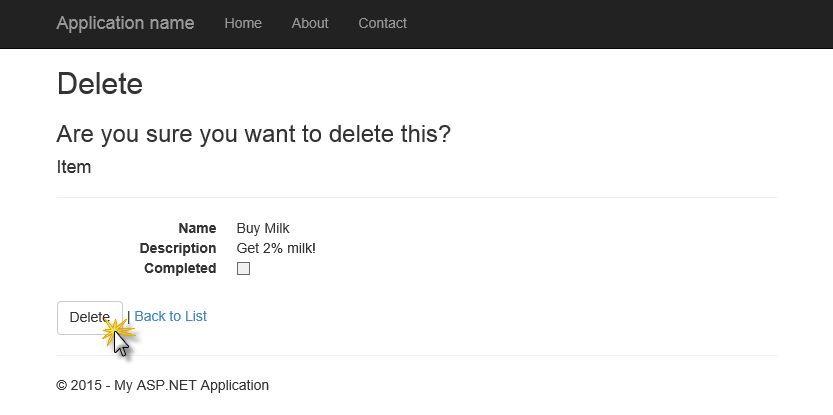 Application name Home About Contact
Delete
Are you sure you want to delete this?
Item
Name Buy Milk
Description Get 2% milk!
Completed
Delete | Back to List
© 2015 - My ASP.NET Application